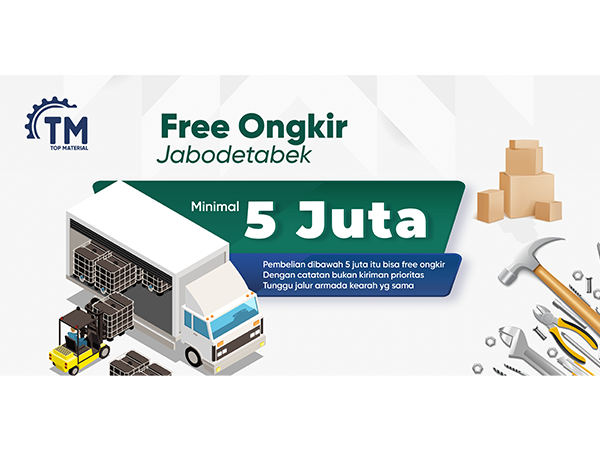 TM
TOP MATERIAL
Free Ongkir
Jabodetabek
Minimal 5 Juta
Pembelian dibawah 5 juta itu bisa free ongkir
Dengan catatan bukan kiriman prioritas
Tunggu jalur armada kearah yg sama